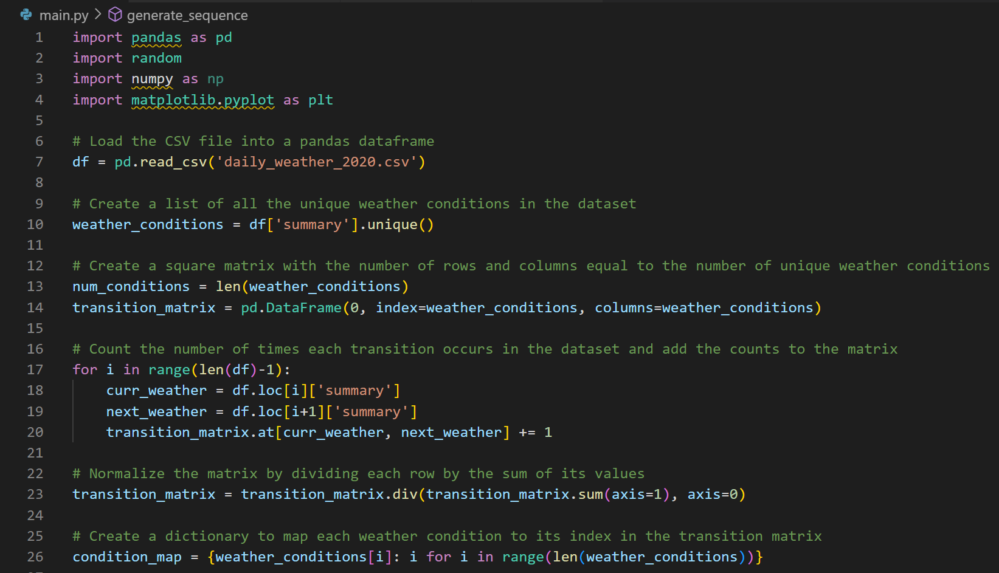 main.py > generate_sequence
1 import pandas as pd
2 import random
3 import numpy as np
4 import matplotlib.pyplot as plt
5
6 # Load the CSV file into a pandas dataframe
7 df = pd.read_csv('daily_weather_2020.csv')
8
9 # Create a list of all the unique weather conditions in the dataset
10 weather_conditions = df['summary'].unique()
11
12 # Create a square matrix with the number of rows and columns equal to the number of unique weather conditions
13 num_conditions = len(weather_conditions)
14 transition_matrix = pd.DataFrame(0, index=weather_conditions, columns=weather_conditions)
15
16 # Count the number of times each transition occurs in the dataset and add the counts to the matrix
17 for i in range(len(df)-1):
18     curr_weather = df.loc[i]['summary']
19     next_weather = df.loc[i+1]['summary']
20     transition_matrix.at[curr_weather, next_weather] += 1
21
22 # Normalize the matrix by dividing each row by the sum of its values
23 transition_matrix = transition_matrix.div(transition_matrix.sum(axis=1), axis=0)
24
25 # Create a dictionary to map each weather condition to its index in the transition matrix
26 condition_map = {weather_conditions[i]: i for i in range(len(weather_conditions))}